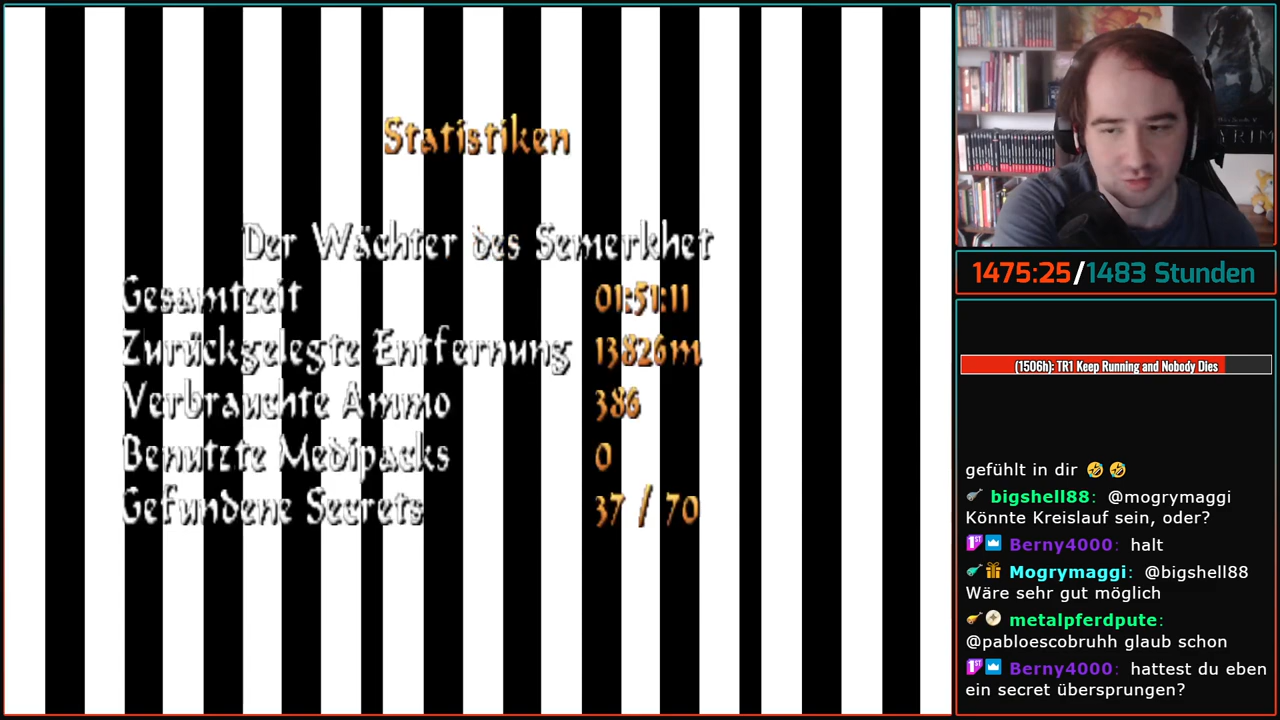 Statistiken
Der Wächter des Semerkhet
Gesamtzeit 01:51:11
Zurückgelegte Entfernung 13826m
Verbrauchte Ammo 386
Benutzte Medipacks 0
Gefundene Secrets 37 / 70
YRIM
1475:25/1483 Stunden
(1506h): TR1 Keep Running and Nobody Dies
gefühlt in dir 🤣 🤣
bigshell88: @mogrymaggi
Könnte Kreislauf sein, oder?
1ST Berny4000: halt
Mogrymaggi: @bigshell88
Wäre sehr gut möglich
metalpferdpute:
@pabloescobruhh glaub schon
1ST Berny4000: hattest du eben
ein secret übersprungen?